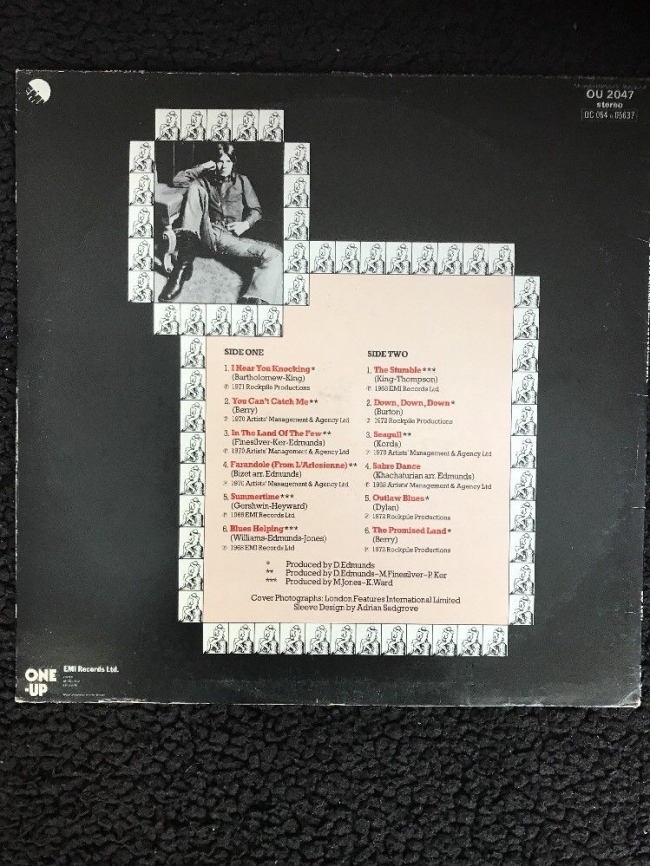 OU 2047
stereo
OC 054 o 05637
SIDE ONE
1. I Hear You Knocking *
(Bartholomew-King)
℗ 1971 Rockpile Productions
2. You Can't Catch Me **
(Berry)
℗ 1970 Artists' Management & Agency Ltd
3. In The Land Of The Few **
(Finesilver-Ker-Edmunds)
℗ 1970 Artists' Management & Agency Ltd
4. Farandole (From L'Arlesienne) **
(Bizet arr. Edmunds)
℗ 1970 Artists' Management & Agency Ltd
5. Summertime ***
(Gershwin-Heyward)
℗ 1968 EMI Records Ltd
6. Blues Helping ***
(Williams-Edmunds-Jones)
℗ 1968 EMI Records Ltd
SIDE TWO
1. The Stumble ***
(King-Thompson)
℗ 1968 EMI Records Ltd
2. Down, Down, Down *
(Burton)
℗ 1972 Rockpile Productions
3. Seagull **
(Kords)
℗ 1970 Artists' Management & Agency Ltd
4. Sabre Dance
(Khachaturian arr. Edmunds)
Artists' Management & Agency Ltd
5. Outlaw Blues *
(Dylan)
℗ 1972 Rockpile Productions
6. The Promised Land *
(Berry)
℗ 1972 Rockpile Productions
* Produced by D.Edmunds
** Produced by D.Edmunds–M.Finesilver–P.Ker
*** Produced by M.Jones–K.Ward
Cover Photographs: London Features International Limited
Sleeve Design by Adrian Sadgrove
ONE
-UP
EMI Records Ltd.